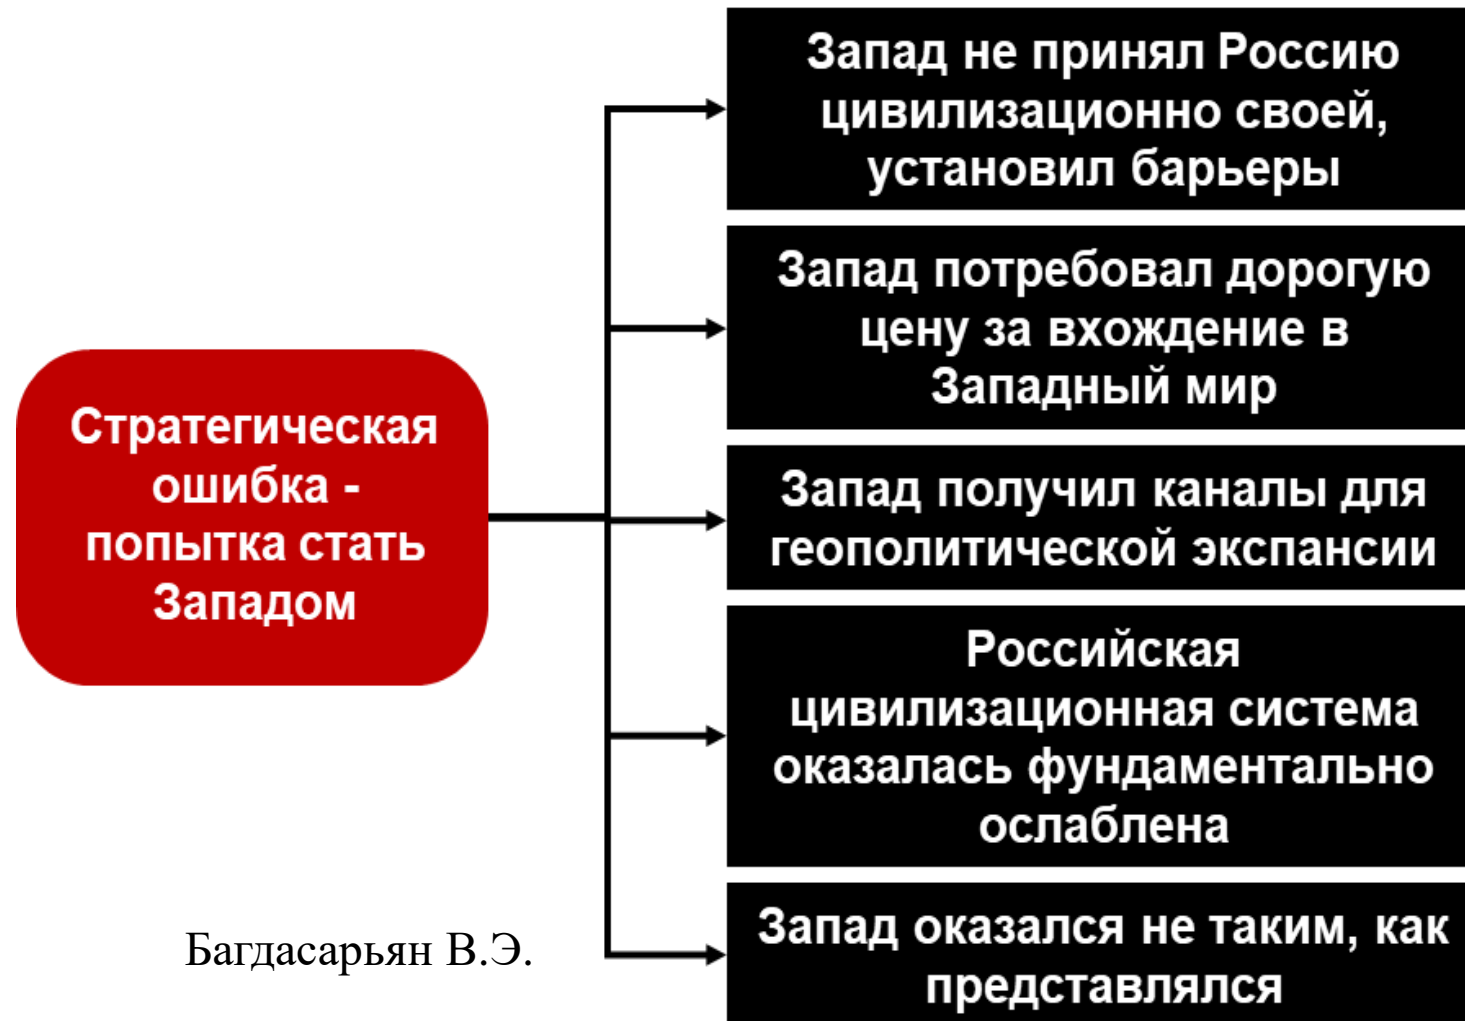 Запад не принял Россию
цивилизационно своей,
установил барьеры
Запад потребовал дорогую
цену за вхождение в
Западный мир
Стратегическая
ошибка -
попытка стать
Западом
Запад получил каналы для
геополитической экспансии
Российская
цивилизационная система
оказалась фундаментально
ослаблена
Запад оказался не таким, как
представлялся
Багдасарьян В.Э.